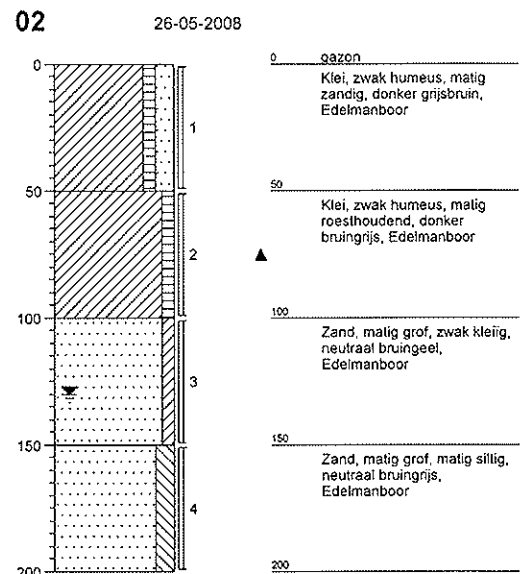 02 26-05-2008
0 0 gazon
Klei, zwak humeus, matig
zandig, donker grijsbruin,
Edelmanboor
1
50 50
Klei, zwak humeus, matig
roesthoudend, donker
bruingrijs, Edelmanboor
2
100 100
Zand, matig grof, zwak kleiïg,
neutraal bruingeel,
Edelmanboor
3
150 150
Zand, matig grof, matig siltig,
neutraal bruingrijs,
Edelmanboor
4
200 200